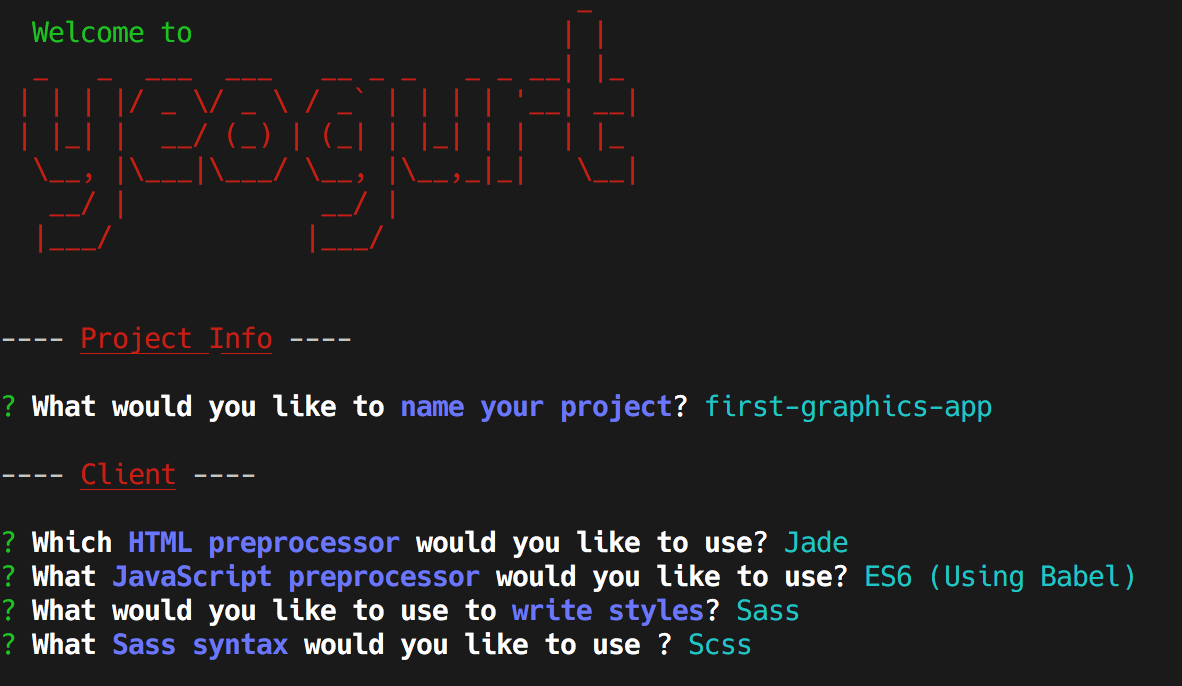 Welcome to
yeogurt
---- Project Info ----
? What would you like to name your project? first-graphics-app
---- Client ----
? Which HTML preprocessor would you like to use? Jade
? What JavaScript preprocessor would you like to use? ES6 (Using Babel)
? What would you like to use to write styles? Sass
? What Sass syntax would you like to use ? Scss